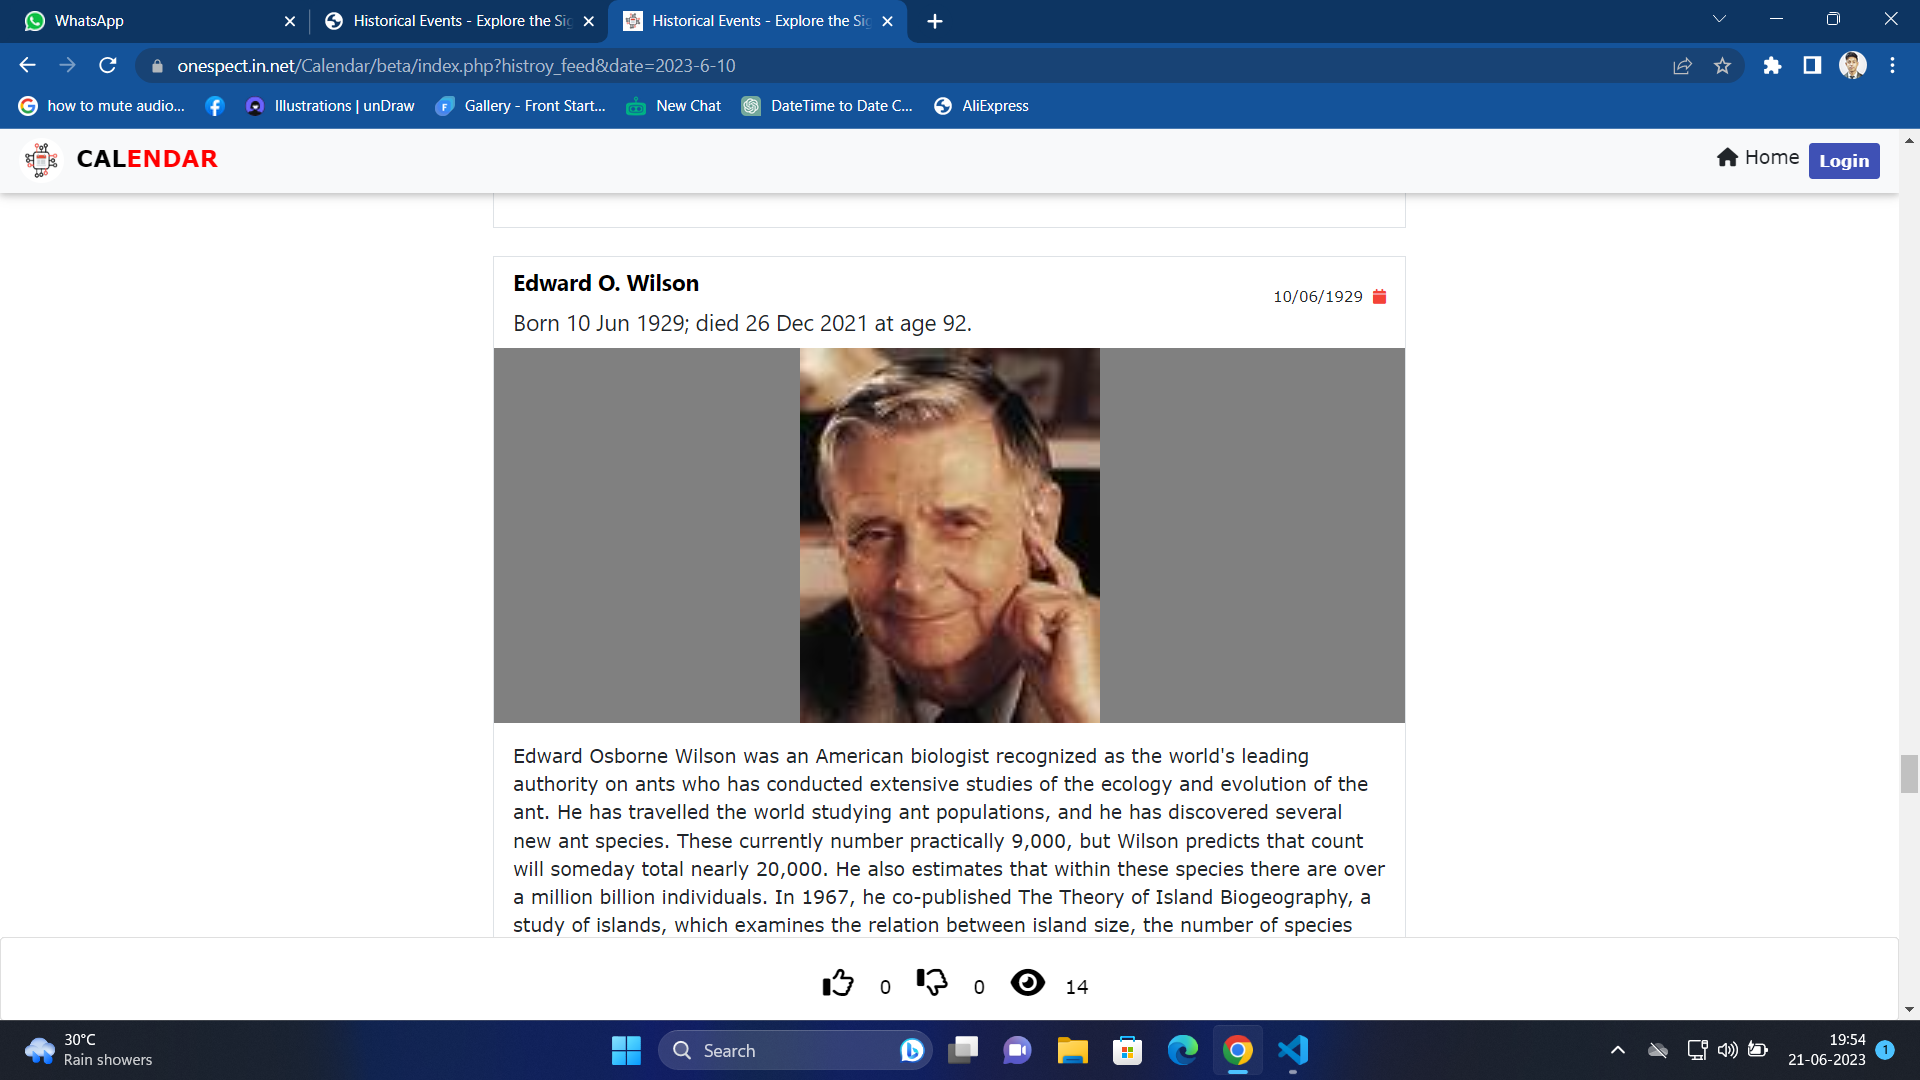 WhatsApp
Historical Events - Explore the Sig
Historical Events - Explore the Sig
onespect.in.net/Calendar/beta/index.php?histroy_feed&date=2023-6-10
how to mute audio...
Illustrations | unDraw
Gallery - Front Start...
New Chat
DateTime to Date C...
AliExpress
CALENDAR
Home
Login
Edward O. Wilson
10/06/1929
Born 10 Jun 1929; died 26 Dec 2021 at age 92.
Edward Osborne Wilson was an American biologist recognized as the world's leading
authority on ants who has conducted extensive studies of the ecology and evolution of the
ant. He has travelled the world studying ant populations, and he has discovered several
new ant species. These currently number practically 9,000, but Wilson predicts that count
will someday total nearly 20,000. He also estimates that within these species there are over
a million billion individuals. In 1967, he co-published The Theory of Island Biogeography, a
study of islands, which examines the relation between island size, the number of species
0
0
14
30°C
Rain showers
Search
19:54
21-06-2023
1